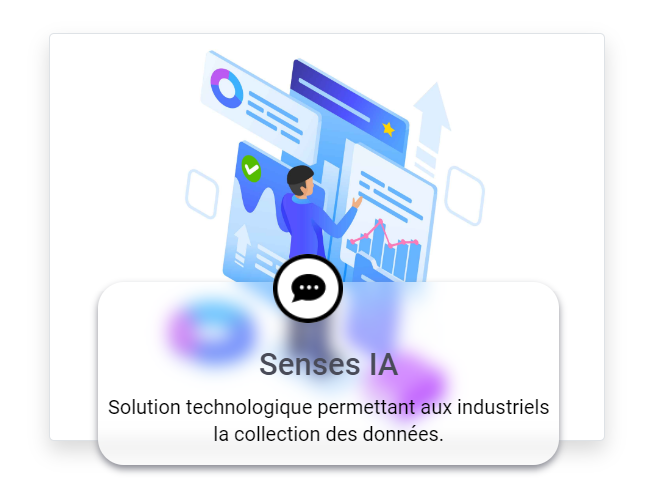 Senses IA
Solution technologique permettant aux industriels
la collection des données.